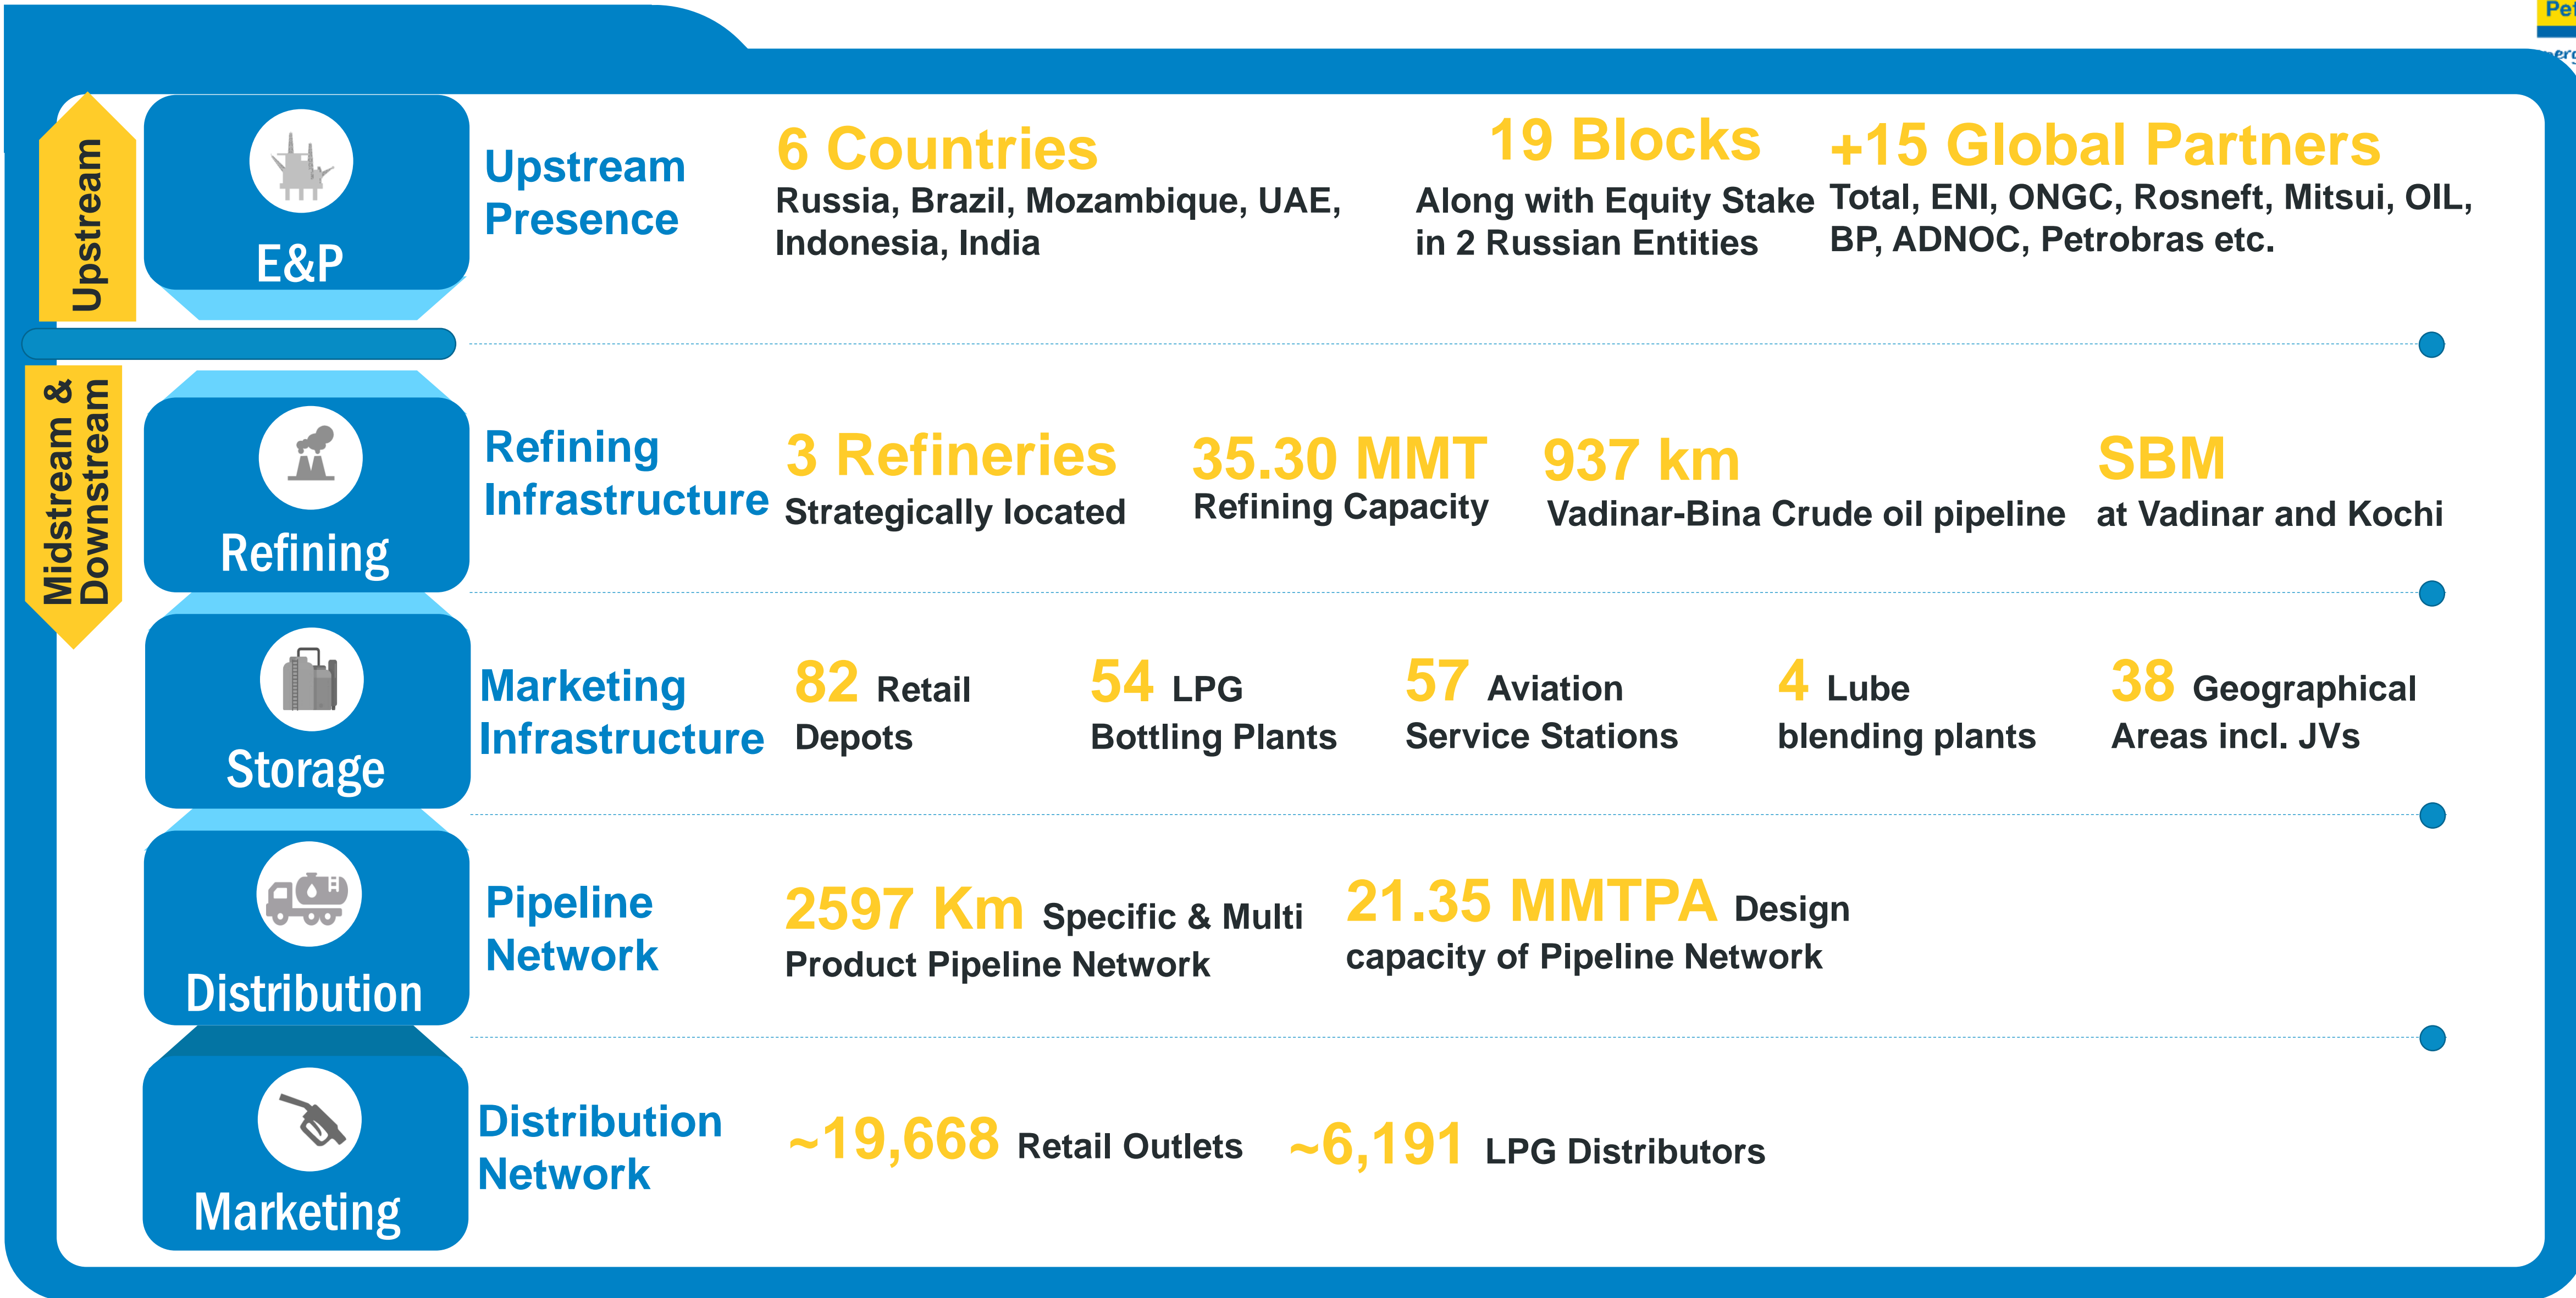 Upstream
E&P
Upstream
Presence
6 Countries
Russia, Brazil, Mozambique, UAE,
Indonesia, India
19 Blocks
Along with Equity Stake
in 2 Russian Entities
+15 Global Partners
Total, ENI, ONGC, Rosneft, Mitsui, OIL,
BP, ADNOC, Petrobras etc.
Midstream &
Downstream
Refining
Refining
Infrastructure
3 Refineries
Strategically located
35.30 MMT
Refining Capacity
937 km
Vadinar-Bina Crude oil pipeline
SBM
at Vadinar and Kochi
Storage
Marketing
Infrastructure
82 Retail
Depots
54 LPG
Bottling Plants
57 Aviation
Service Stations
4 Lube
blending plants
38 Geographical
Areas incl. JVs
Distribution
Pipeline
Network
2597 Km Specific & Multi
Product Pipeline Network
21.35 MMTPA Design
capacity of Pipeline Network
Marketing
Distribution
Network
~19,668 Retail Outlets
~6,191 LPG Distributors